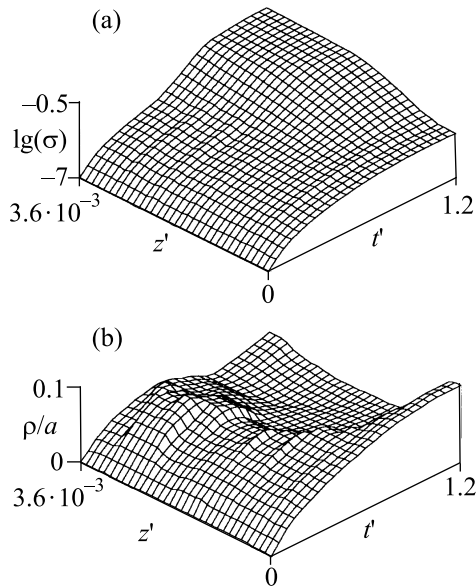 (a)
−0.5
lg(σ)
−7
3.6·10⁻³
z'
t'
1.2
0
(b)
0.1
ρ/a
0
3.6·10⁻³
z'
t'
1.2
0